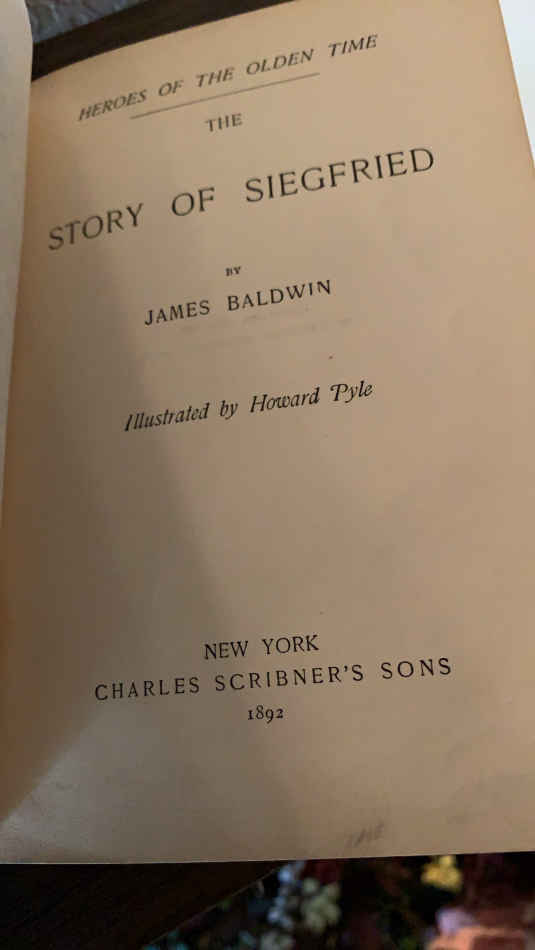 HEROES OF THE OLDEN TIME
THE
STORY OF SIEGFRIED
BY
JAMES BALDWIN
Illustrated by Howard Pyle
NEW YORK
CHARLES SCRIBNER'S SONS
1892